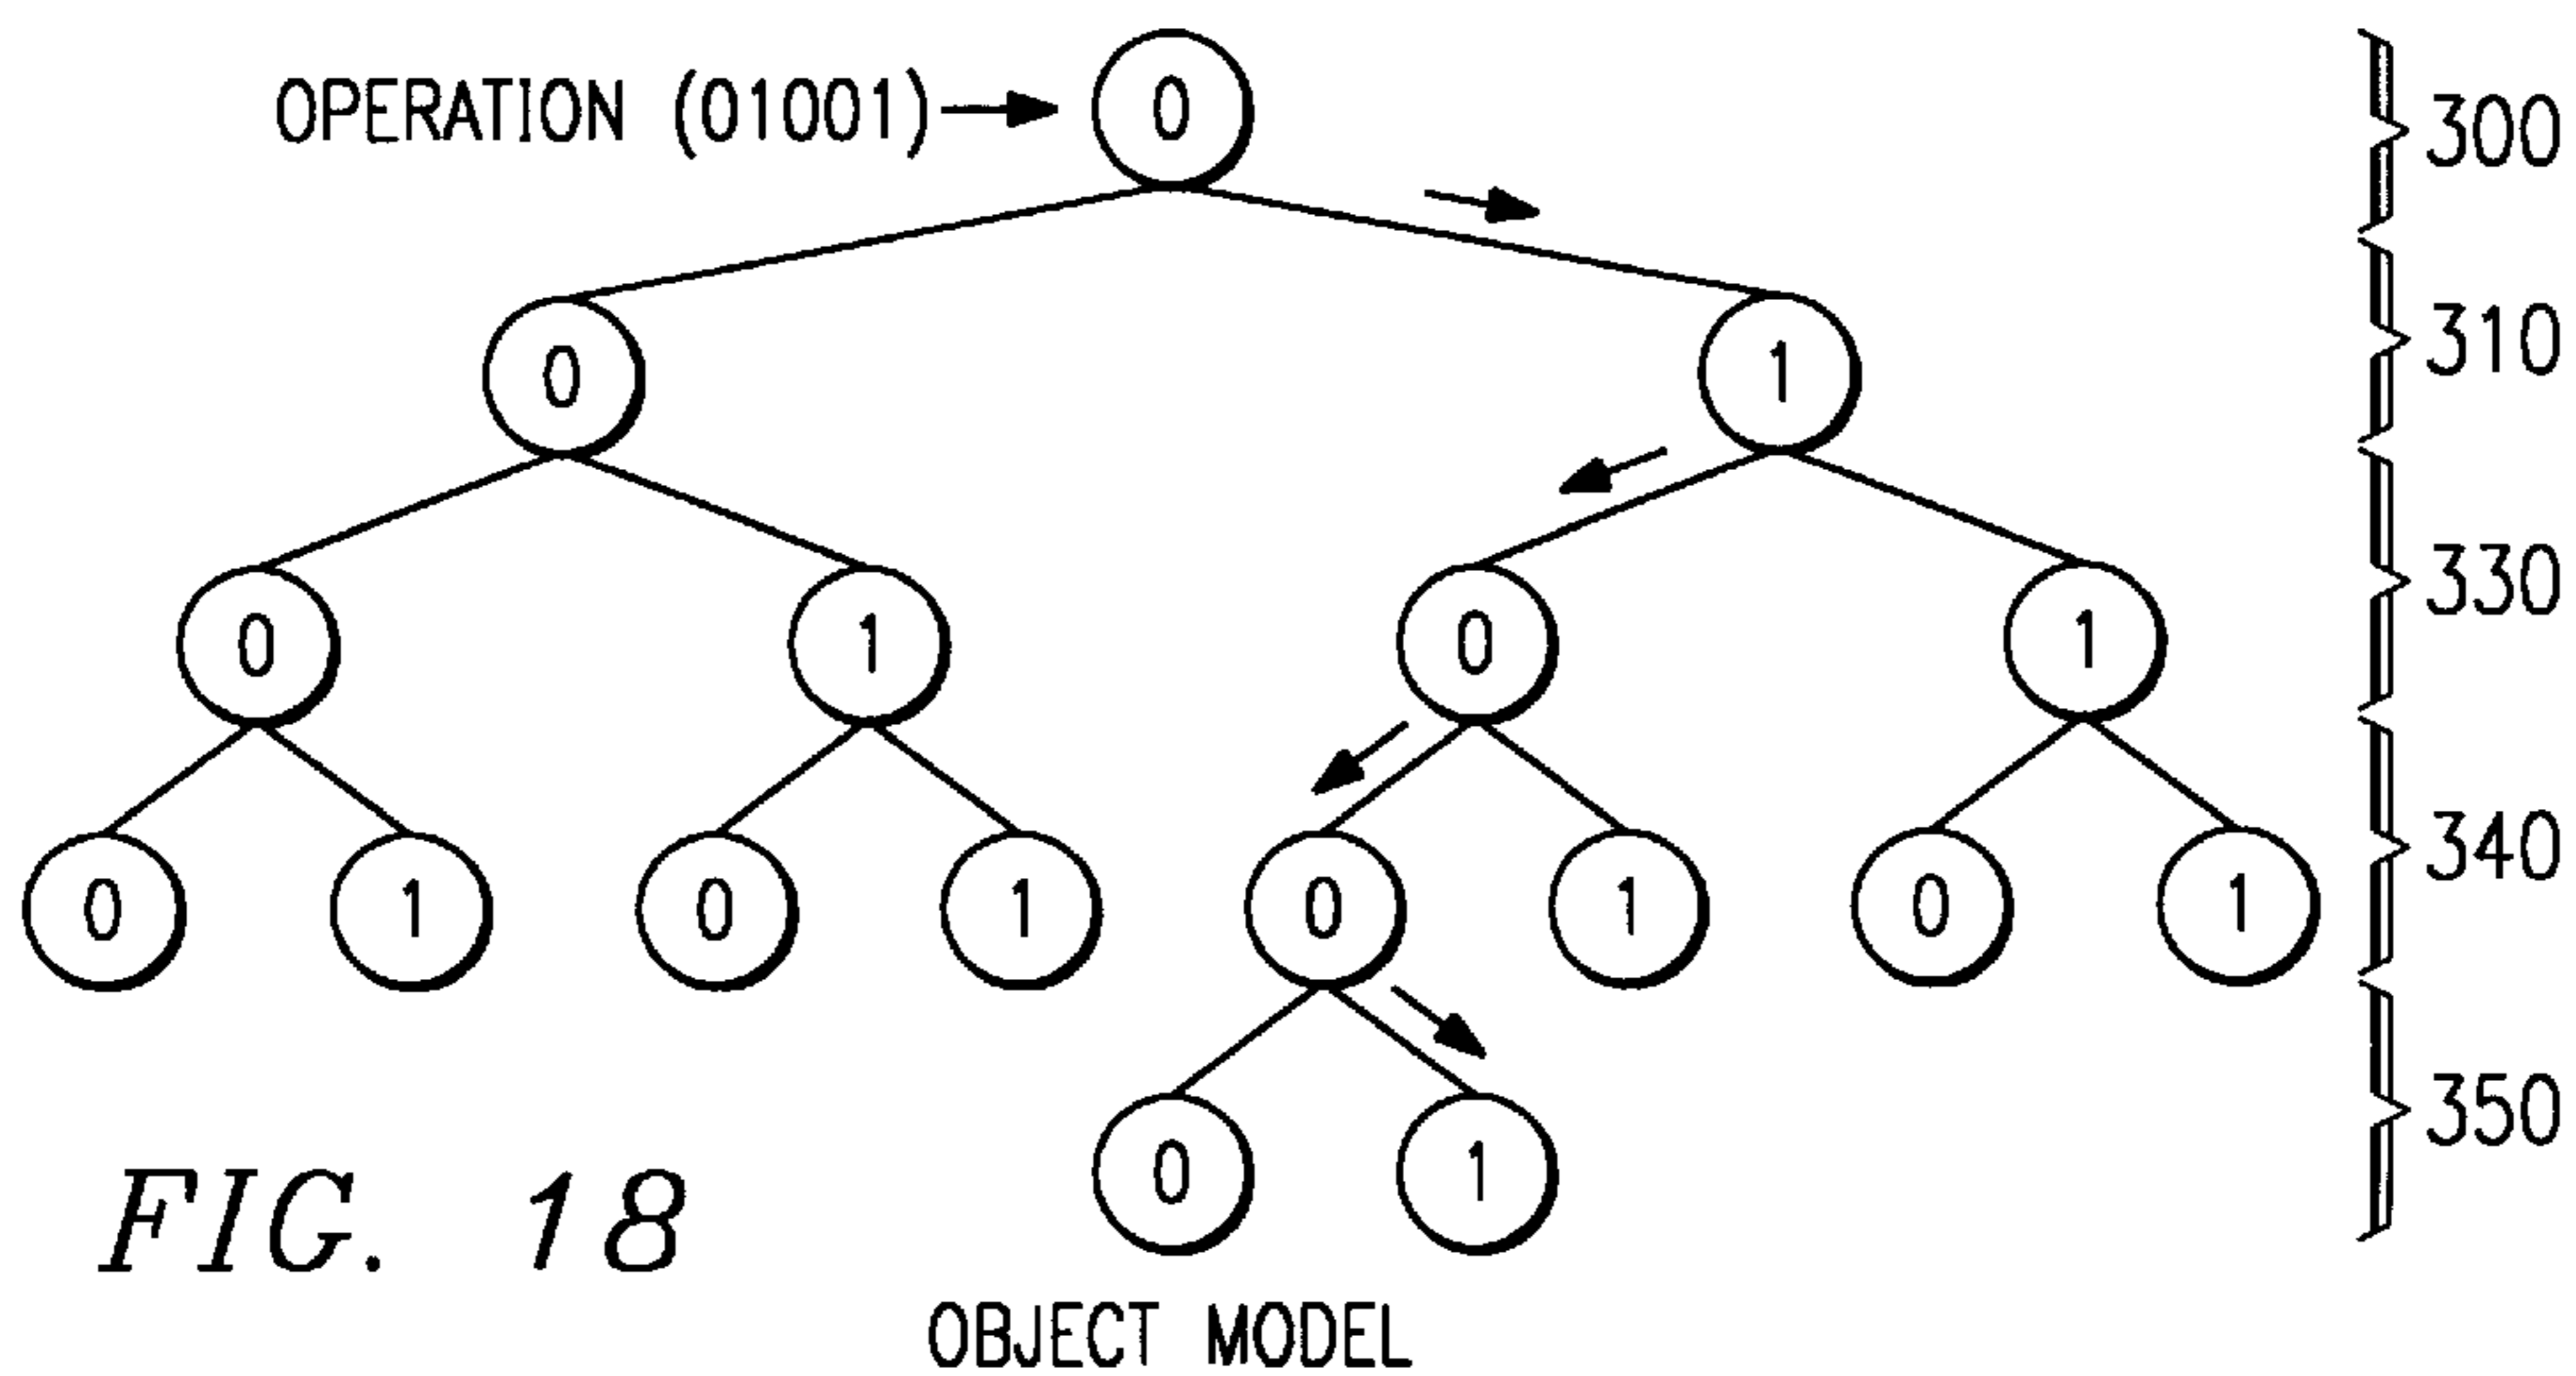 OPERATION (01001) 0 300
0 1 310
0 1 0 1 330
0 1 0 1 0 1 0 1 340
0 1 350
FIG. 18
OBJECT MODEL